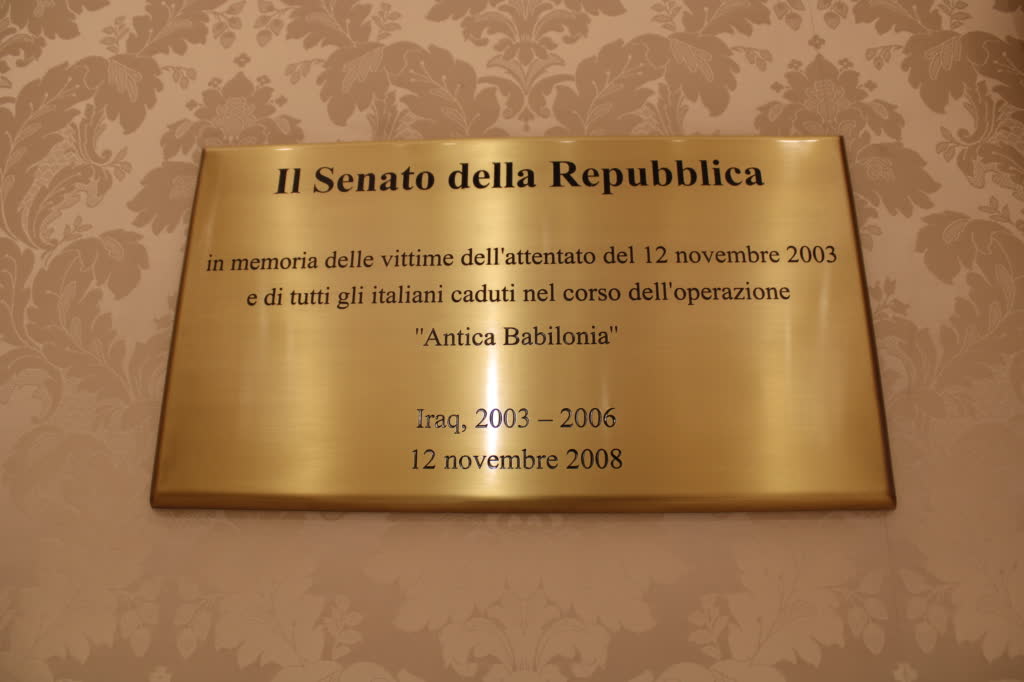 Il Senato della Repubblica
in memoria delle vittime dell'attentato del 12 novembre 2003
e di tutti gli italiani caduti nel corso dell'operazione
"Antica Babilonia"
Iraq, 2003 – 2006
12 novembre 2008